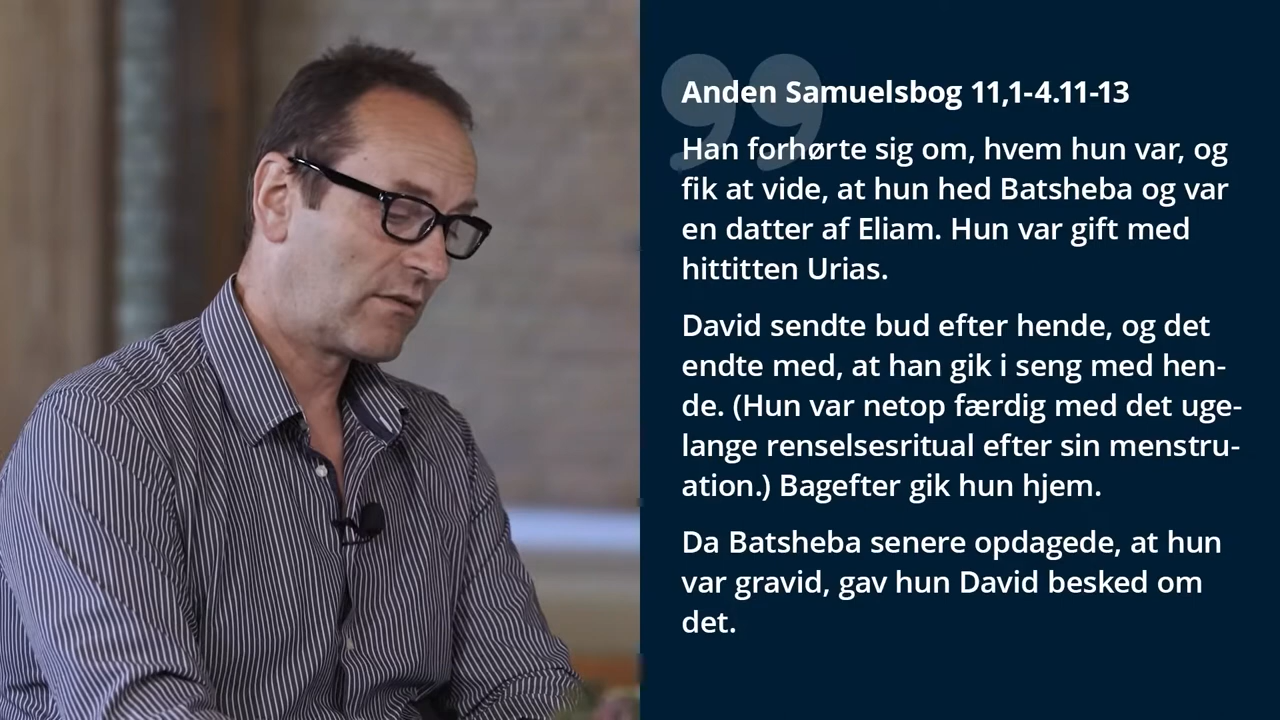 Anden Samuelsbog 11,1-4.11-13
Han forhørte sig om, hvem hun var, og
fik at vide, at hun hed Batsheba og var
en datter af Eliam. Hun var gift med
hittitten Urias.
David sendte bud efter hende, og det
endte med, at han gik i seng med hen-
de. (Hun var netop færdig med det uge-
lange renselsesritual efter sin menstru-
ation.) Bagefter gik hun hjem.
Da Batsheba senere opdagede, at hun
var gravid, gav hun David besked om
det.